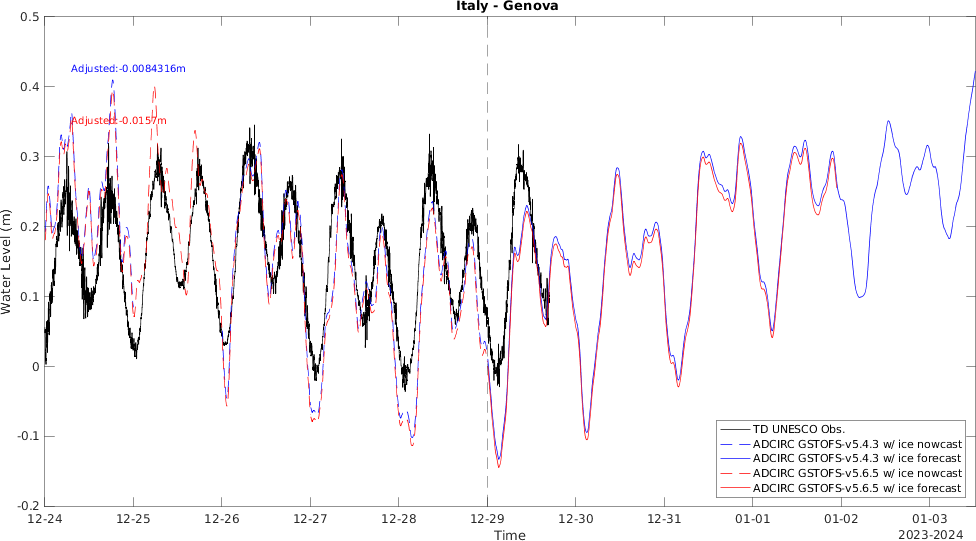 Italy - Genova
0.5
0.4
0.3
0.2
0.1
0
-0.1
-0.2
Water Level (m)
Adjusted:-0.0084316m
Adjusted:-0.0157m
TD UNESCO Obs.
ADCIRC GSTOFS-v5.4.3 w/ ice nowcast
ADCIRC GSTOFS-v5.4.3 w/ ice forecast
ADCIRC GSTOFS-v5.6.5 w/ ice nowcast
ADCIRC GSTOFS-v5.6.5 w/ ice forecast
12-24 12-25 12-26 12-27 12-28 12-29 12-30 12-31 01-01 01-02 01-03
Time
2023-2024